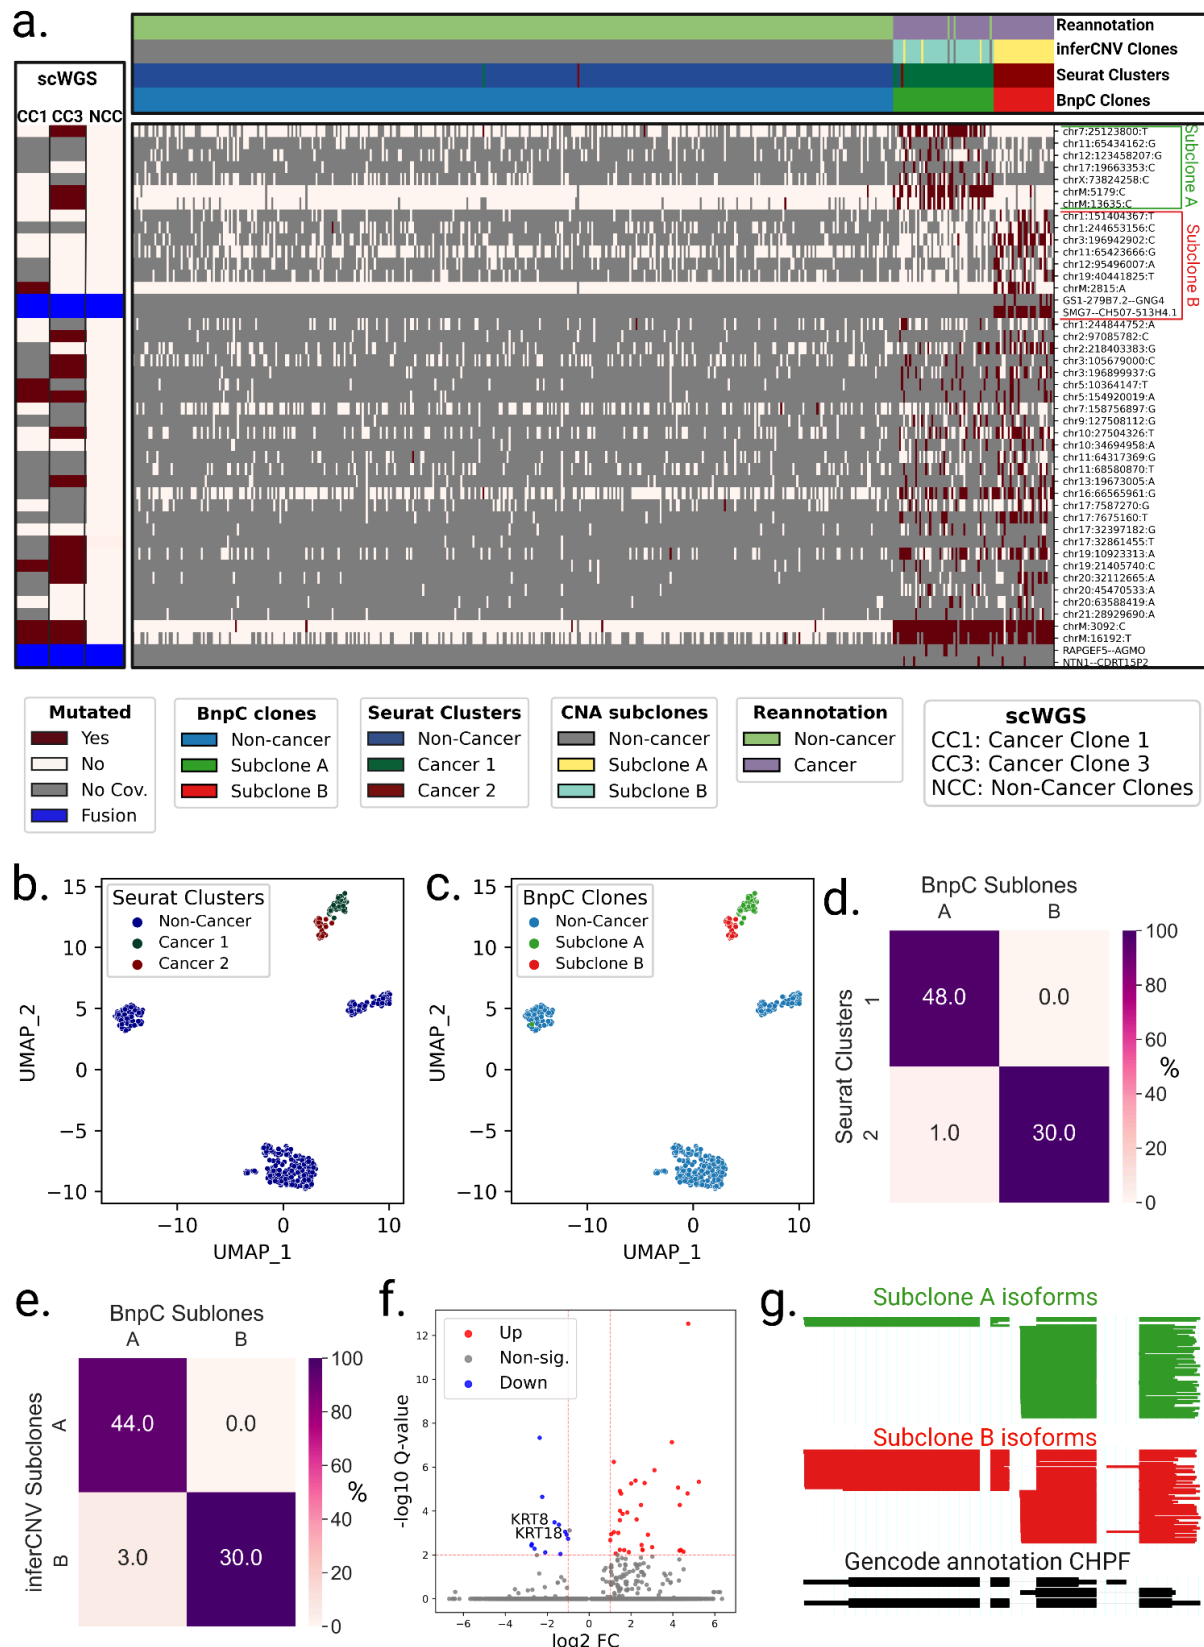 a.
Reannotation
inferCNV Clones
Seurat Clusters
BnpC Clones
scWGS
CC1 CC3 NCC
chr7:25123800:T
chr11:65434162:G
chr12:123458207:G
chr17:19663353:C
chrX:73824258:C
chrM:5179:C
chrM:13635:C
Subclone A
chr1:151404367:T
chr1:244653156:C
chr3:196942902:C
chr11:65423666:G
chr12:95496007:A
chr19:40441825:T
chrM:2815:A
GS1-279B7.2--GNG4
SMG7--CH507-513H4.1
Subclone B
chr1:244844752:A
chr2:97085782:C
chr2:218403383:G
chr3:105679000:C
chr3:196899937:G
chr5:10364147:T
chr5:154920019:A
chr7:158756897:G
chr9:127508112:G
chr10:27504326:T
chr10:34694958:A
chr11:64317369:G
chr11:68580870:T
chr13:19673005:A
chr16:66565961:G
chr17:7587270:G
chr17:7675160:T
chr17:32397182:G
chr17:32861455:T
chr19:10923313:A
chr19:21405740:C
chr20:32112665:A
chr20:45470533:A
chr20:63588419:A
chr21:28929690:A
chrM:3092:C
chrM:16192:T
RAPGEF5--AGMO
NTN1--CDRT15P2
Mutated
Yes
No
No Cov.
Fusion
BnpC clones
Non-cancer
Subclone A
Subclone B
Seurat Clusters
Non-Cancer
Cancer 1
Cancer 2
CNA subclones
Non-cancer
Subclone A
Subclone B
Reannotation
Non-cancer
Cancer
scWGS
CC1: Cancer Clone 1
CC3: Cancer Clone 3
NCC: Non-Cancer Clones
b.
Seurat Clusters
Non-Cancer
Cancer 1
Cancer 2
15
10
5
0
−5
−10
UMAP_2
−10 0 10
UMAP_1
c.
BnpC Clones
Non-Cancer
Subclone A
Subclone B
15
10
5
0
−5
−10
UMAP_2
−10 0 10
UMAP_1
d.
BnpC Sublones
A B
Seurat Clusters
1
2
48.0 0.0
1.0 30.0
100
80
60
40
20
0
%
e.
BnpC Sublones
A B
inferCNV Subclones
A
B
44.0 0.0
3.0 30.0
100
80
60
40
20
0
%
f.
Up
Non-sig.
Down
12
10
8
6
4
2
0
-log10 Q-value
KRT8
KRT18
−6 −4 −2 0 2 4 6
log2 FC
g.
Subclone A isoforms
Subclone B isoforms
Gencode annotation CHPF